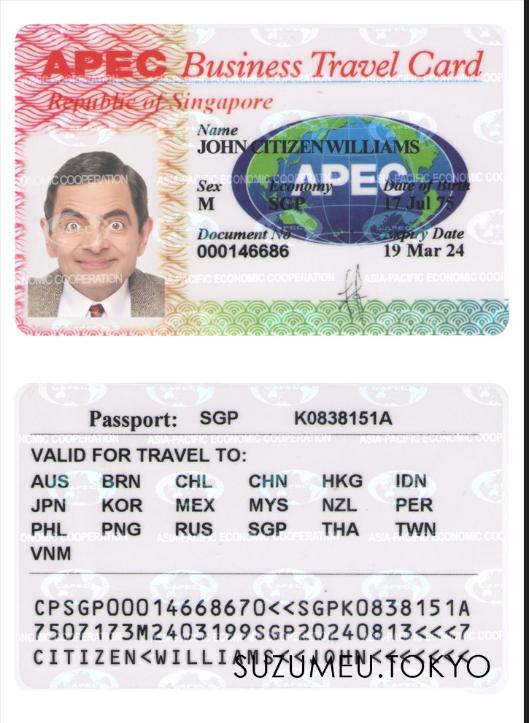 APEC Business Travel Card
Republic of Singapore
Name
JOHN CITIZEN WILLIAMS
APEC
Sex Economy Date of Birth
M SGP 17 Jul 75
Document No Expiry Date
000146686 19 Mar 24
ASIA-PACIFIC ECONOMIC COOPERATION
Passport: SGP K0838151A
VALID FOR TRAVEL TO:
AUS BRN CHL CHN HKG IDN
JPN KOR MEX MYS NZL PER
PHL PNG RUS SGP THA TWN
VNM
CPSGP00014668670<<SGPK0838151A
7507173M2403199SGP20240813<<<7
CITIZEN<WILLIAMS<<JOHN<<<<<<<<
SUZUMEU.TOKYO